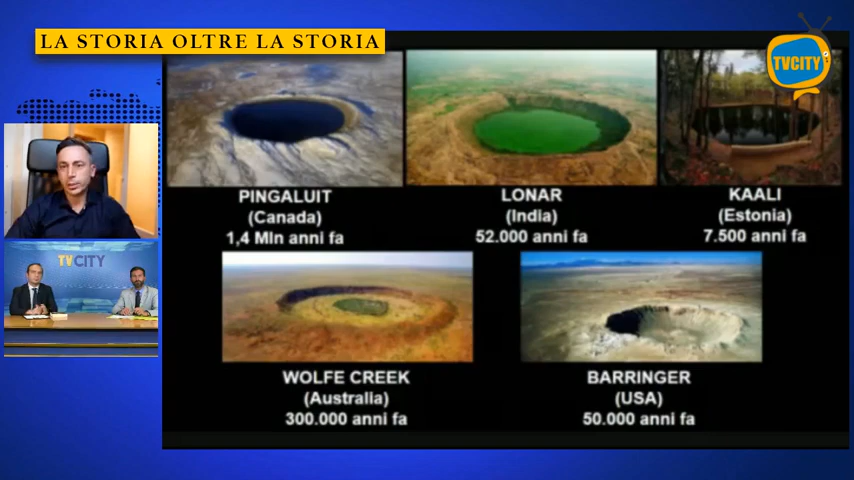 LA STORIA OLTRE LA STORIA
TVCITY
PINGALUIT
(Canada)
1,4 Mln anni fa
LONAR
(India)
52.000 anni fa
KAALI
(Estonia)
7.500 anni fa
TVCITY
WOLFE CREEK
(Australia)
300.000 anni fa
BARRINGER
(USA)
50.000 anni fa